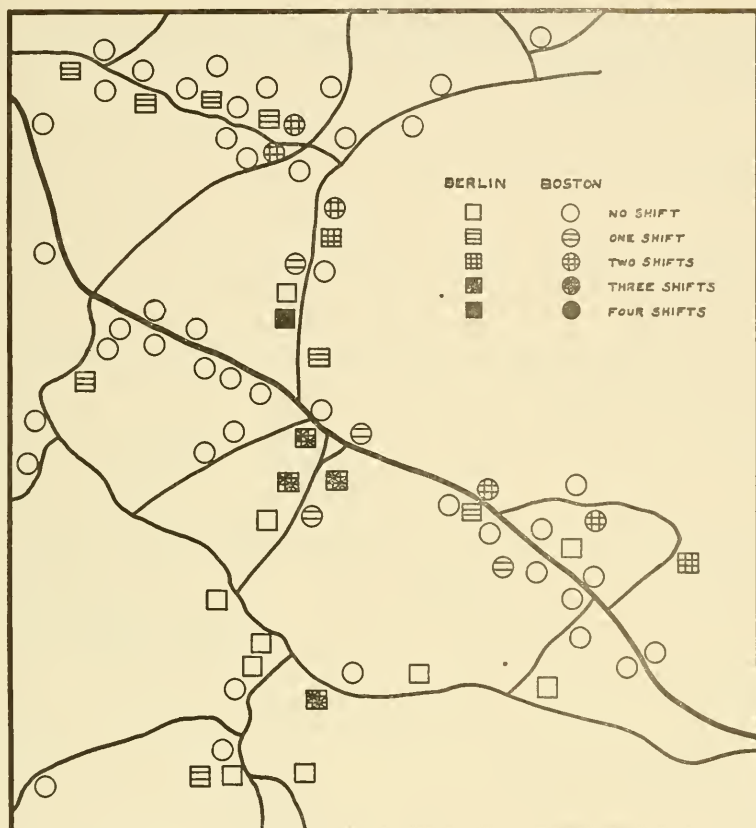 BERLIN BOSTON
NO SHIFT
ONE SHIFT
TWO SHIFTS
THREE SHIFTS
FOUR SHIFTS